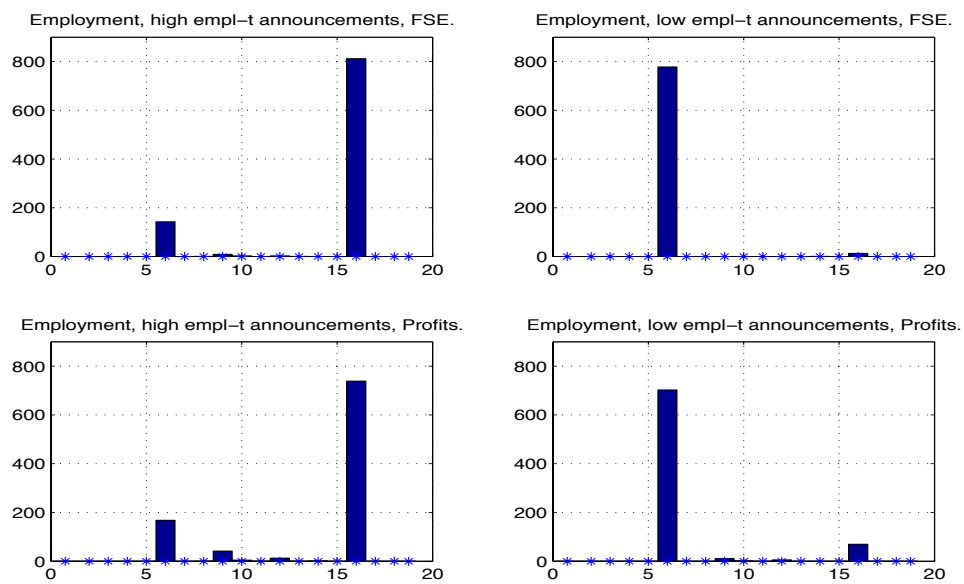 Employment, high empl-t announcements, FSE.
800
600
400
200
0
0 5 10 15 20
Employment, low empl-t announcements, FSE.
800
600
400
200
0
0 5 10 15 20
Employment, high empl-t announcements, Profits.
800
600
400
200
0
0 5 10 15 20
Employment, low empl-t announcements, Profits.
800
600
400
200
0
0 5 10 15 20